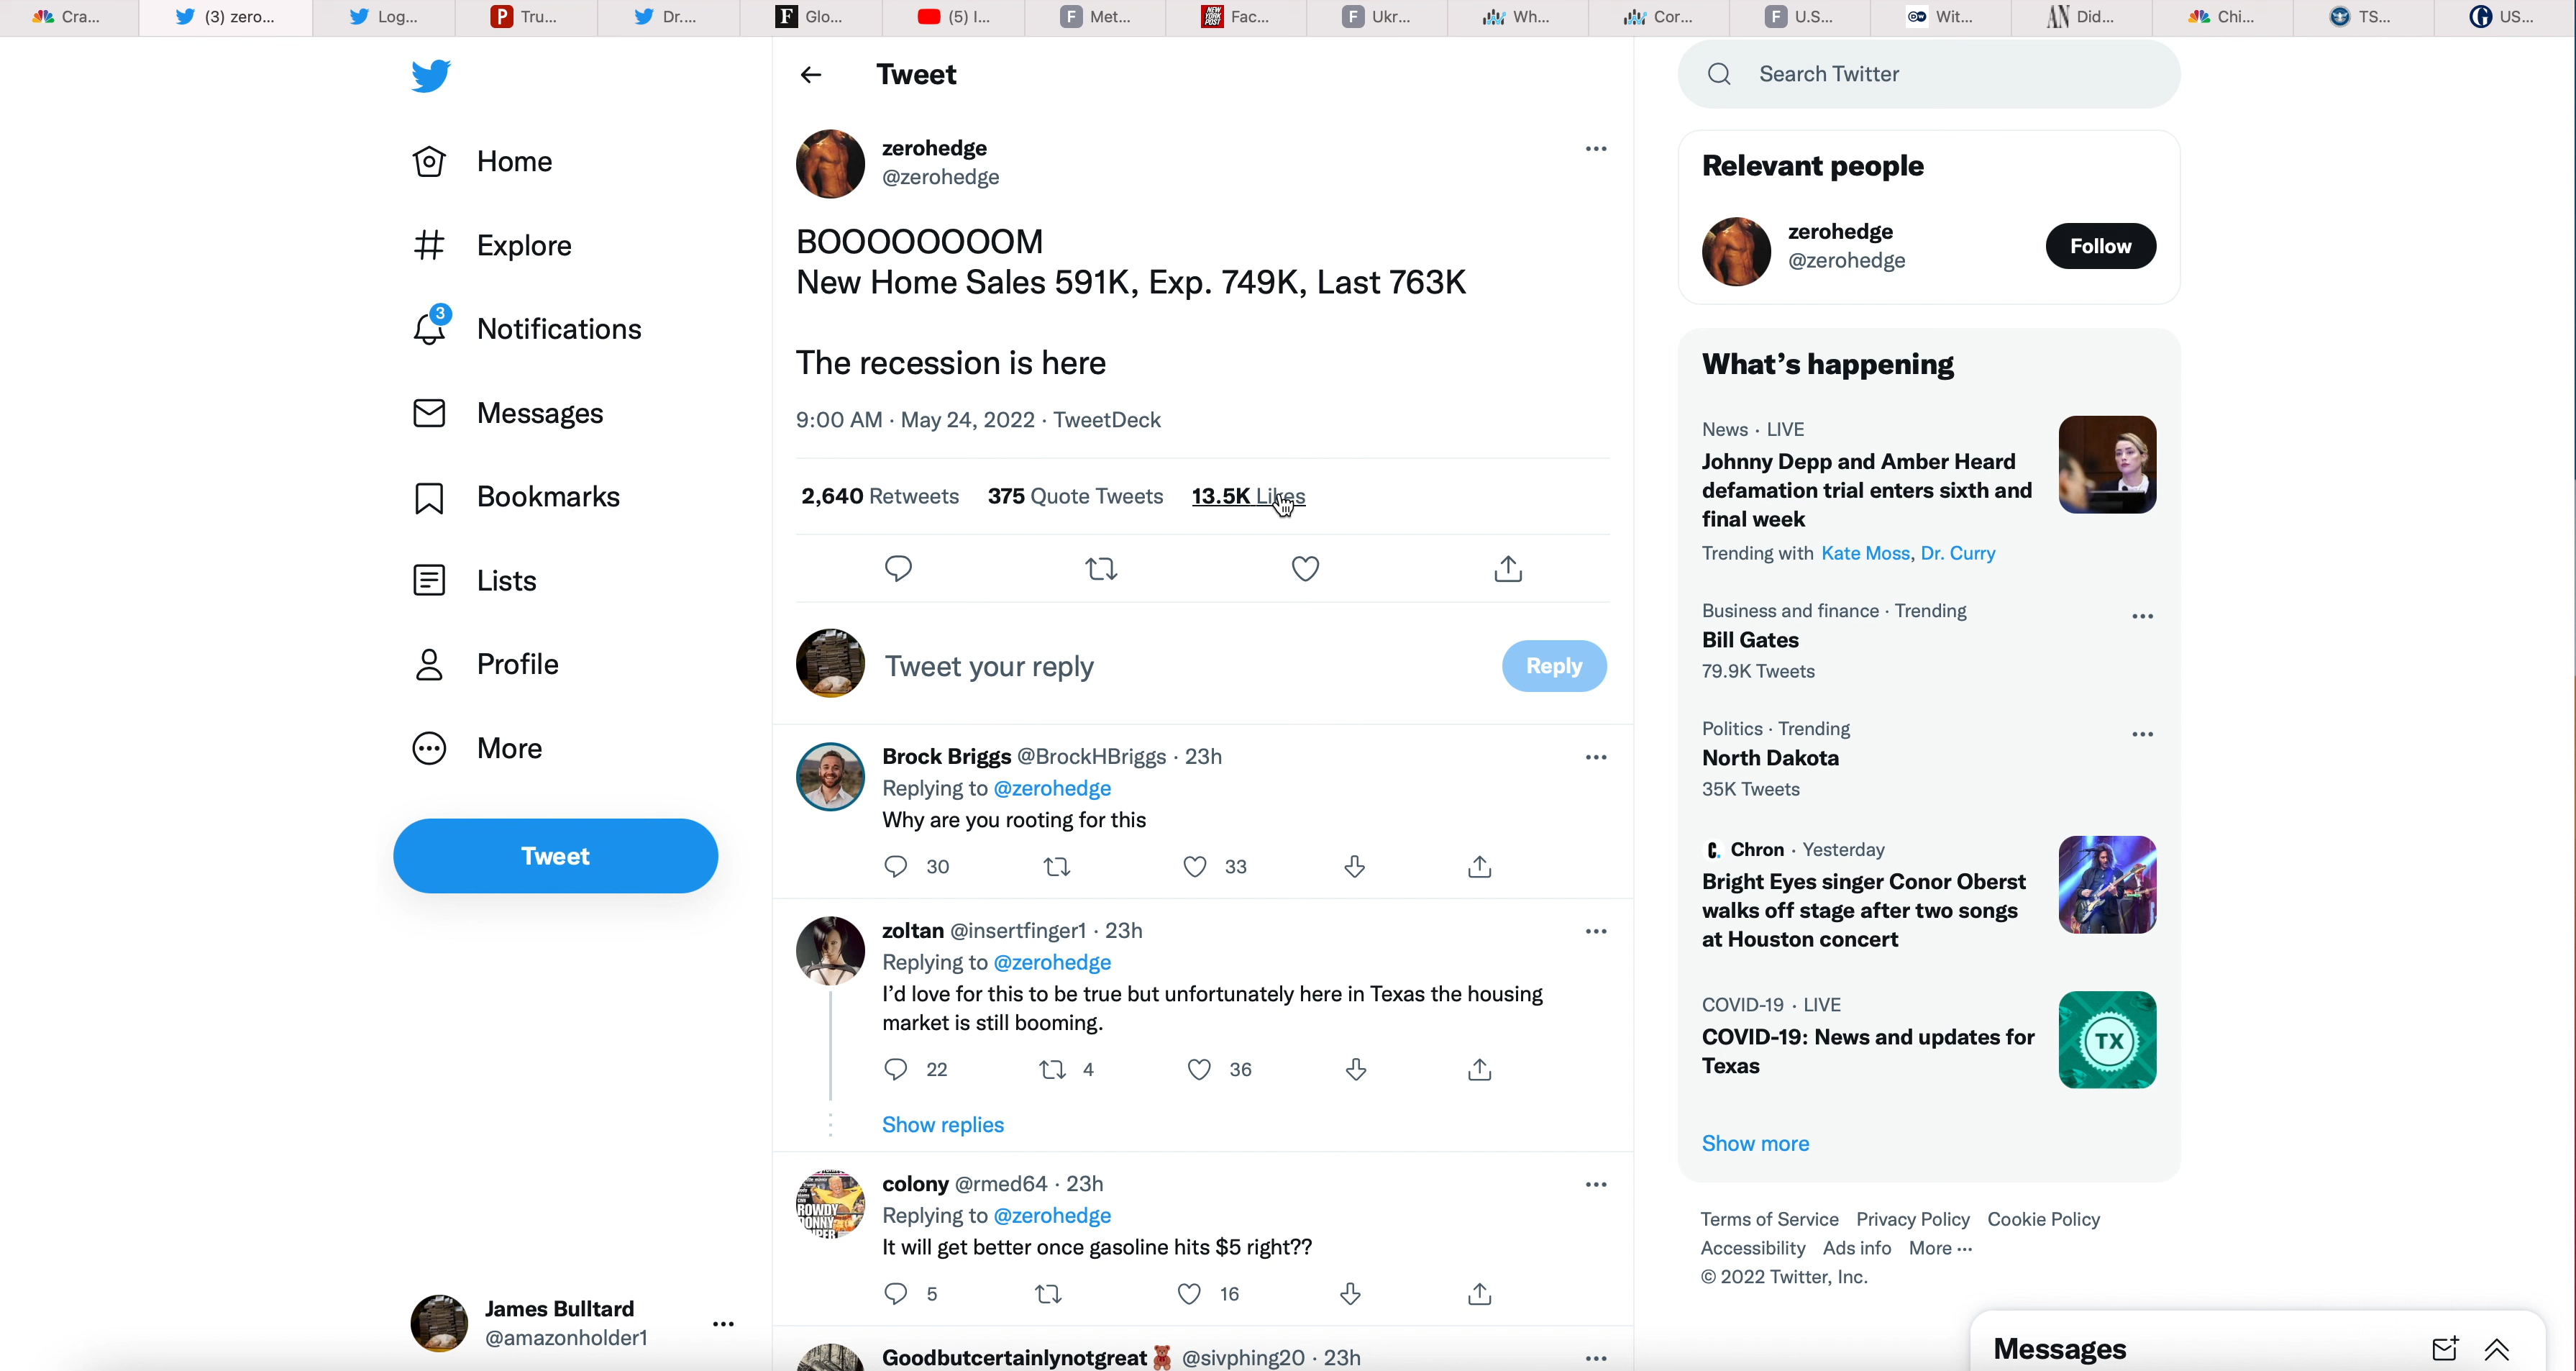 Cra...
(3) zero...
Log...
Tru...
Dr....
Glo...
(5) I...
Met...
Fac...
Ukr...
Wh...
Cor...
U.S...
Wit...
Did...
Chi...
TS...
US...
Home
Explore
3
Notifications
Messages
Bookmarks
Lists
Profile
More
Tweet
James Bulltard
@amazonholder1
Tweet
zerohedge
@zerohedge
BOOOOOOOOM
New Home Sales 591K, Exp. 749K, Last 763K
The recession is here
9:00 AM · May 24, 2022 · TweetDeck
2,640 Retweets 375 Quote Tweets 13.5K Likes
Tweet your reply
Reply
Brock Briggs @BrockHBriggs · 23h
Replying to @zerohedge
Why are you rooting for this
30 33
zoltan @insertfinger1 · 23h
Replying to @zerohedge
I'd love for this to be true but unfortunately here in Texas the housing
market is still booming.
22 4 36
Show replies
colony @rmed64 · 23h
Replying to @zerohedge
It will get better once gasoline hits $5 right??
5 16
Goodbutcertainlynotgreat @sivphing20 · 23h
Search Twitter
Relevant people
zerohedge
@zerohedge
Follow
What's happening
News · LIVE
Johnny Depp and Amber Heard
defamation trial enters sixth and
final week
Trending with Kate Moss, Dr. Curry
Business and finance · Trending
Bill Gates
79.9K Tweets
Politics · Trending
North Dakota
35K Tweets
Chron · Yesterday
Bright Eyes singer Conor Oberst
walks off stage after two songs
at Houston concert
COVID-19 · LIVE
COVID-19: News and updates for
Texas
TX
Show more
Terms of Service Privacy Policy Cookie Policy
Accessibility Ads info More ···
© 2022 Twitter, Inc.
Messages